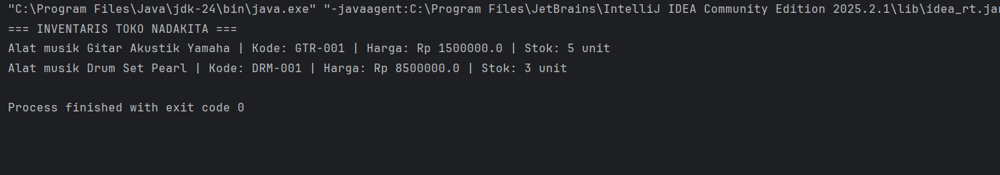 "C:\Program Files\Java\jdk-24\bin\java.exe" "-javaagent:C:\Program Files\JetBrains\IntelliJ IDEA Community Edition 2025.2.1\lib\idea_rt.jar
=== INVENTARIS TOKO NADAKITA ===
Alat musik Gitar Akustik Yamaha | Kode: GTR-001 | Harga: Rp 1500000.0 | Stok: 5 unit
Alat musik Drum Set Pearl | Kode: DRM-001 | Harga: Rp 8500000.0 | Stok: 3 unit
Process finished with exit code 0